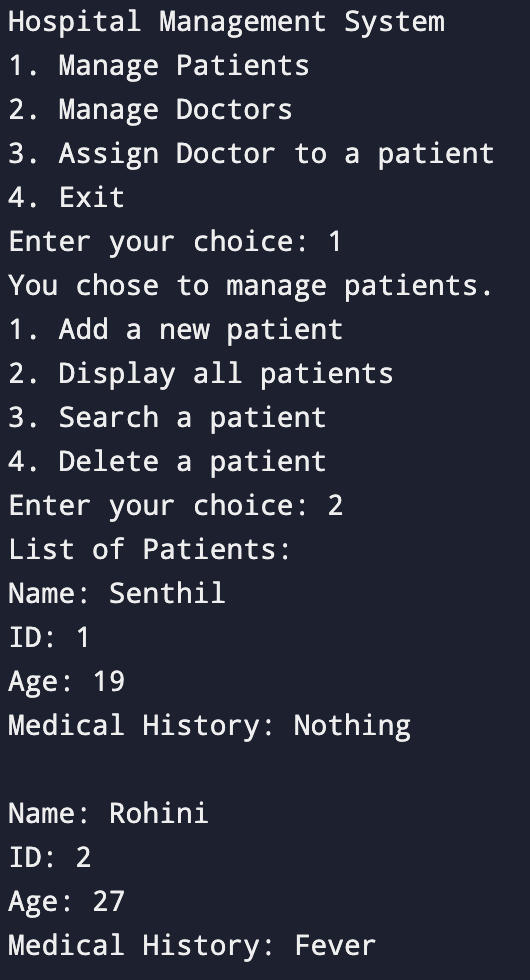 Hospital Management System
1. Manage Patients
2. Manage Doctors
3. Assign Doctor to a patient
4. Exit
Enter your choice: 1
You chose to manage patients.
1. Add a new patient
2. Display all patients
3. Search a patient
4. Delete a patient
Enter your choice: 2
List of Patients:
Name: Senthil
ID: 1
Age: 19
Medical History: Nothing
Name: Rohini
ID: 2
Age: 27
Medical History: Fever